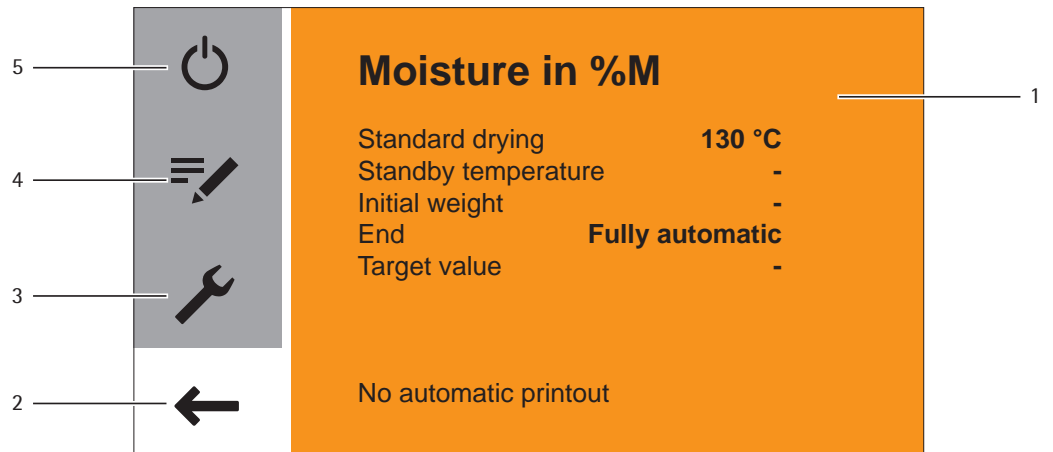 5
Moisture in %M
1
Standard drying 130 °C
4
Standby temperature -
Initial weight -
End Fully automatic
Target value -
3
2
No automatic printout